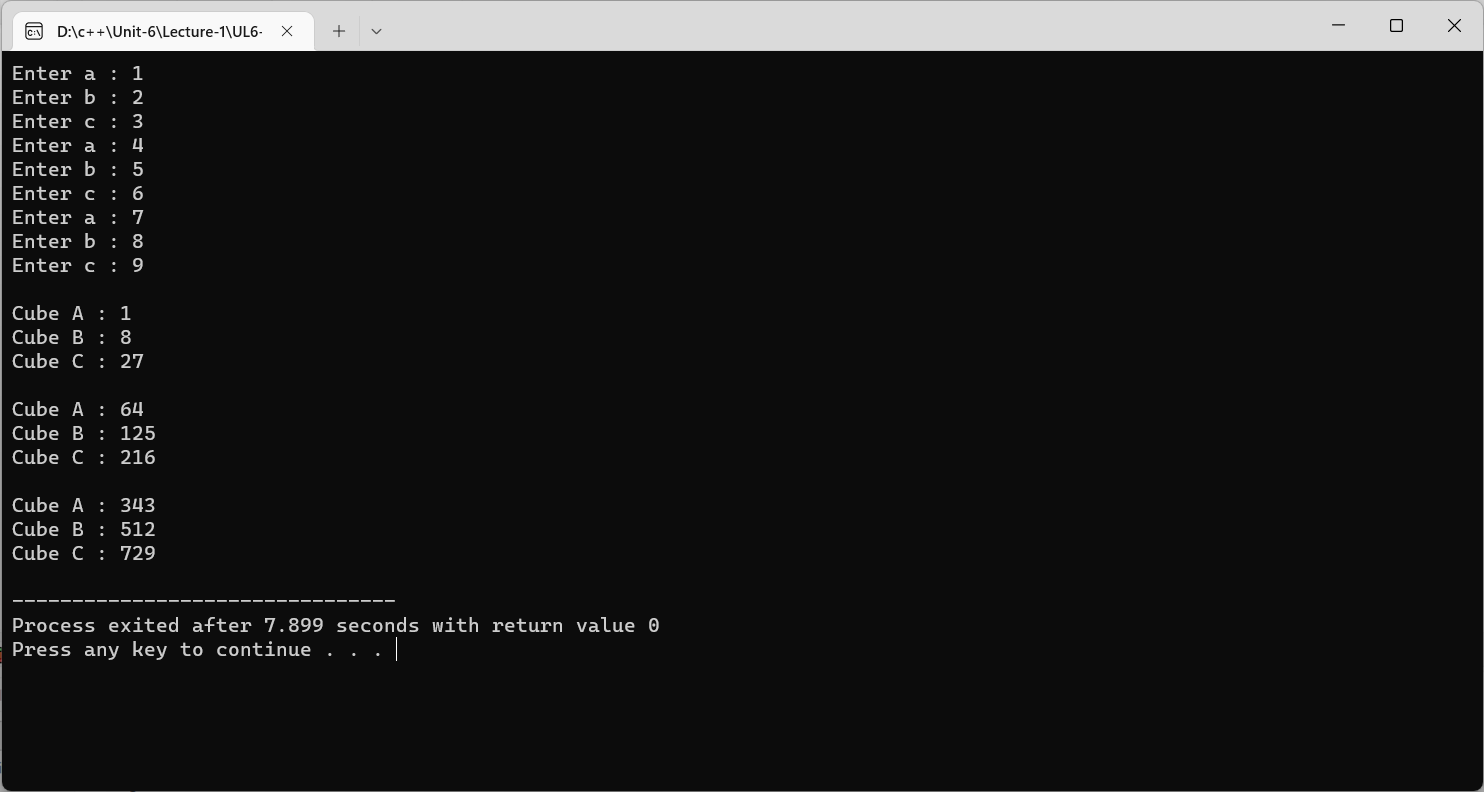 D:\c++\Unit-6\Lecture-1\UL6-
Enter a : 1
Enter b : 2
Enter c : 3
Enter a : 4
Enter b : 5
Enter c : 6
Enter a : 7
Enter b : 8
Enter c : 9
Cube A : 1
Cube B : 8
Cube C : 27
Cube A : 64
Cube B : 125
Cube C : 216
Cube A : 343
Cube B : 512
Cube C : 729
--------------------------------
Process exited after 7.899 seconds with return value 0
Press any key to continue . . .